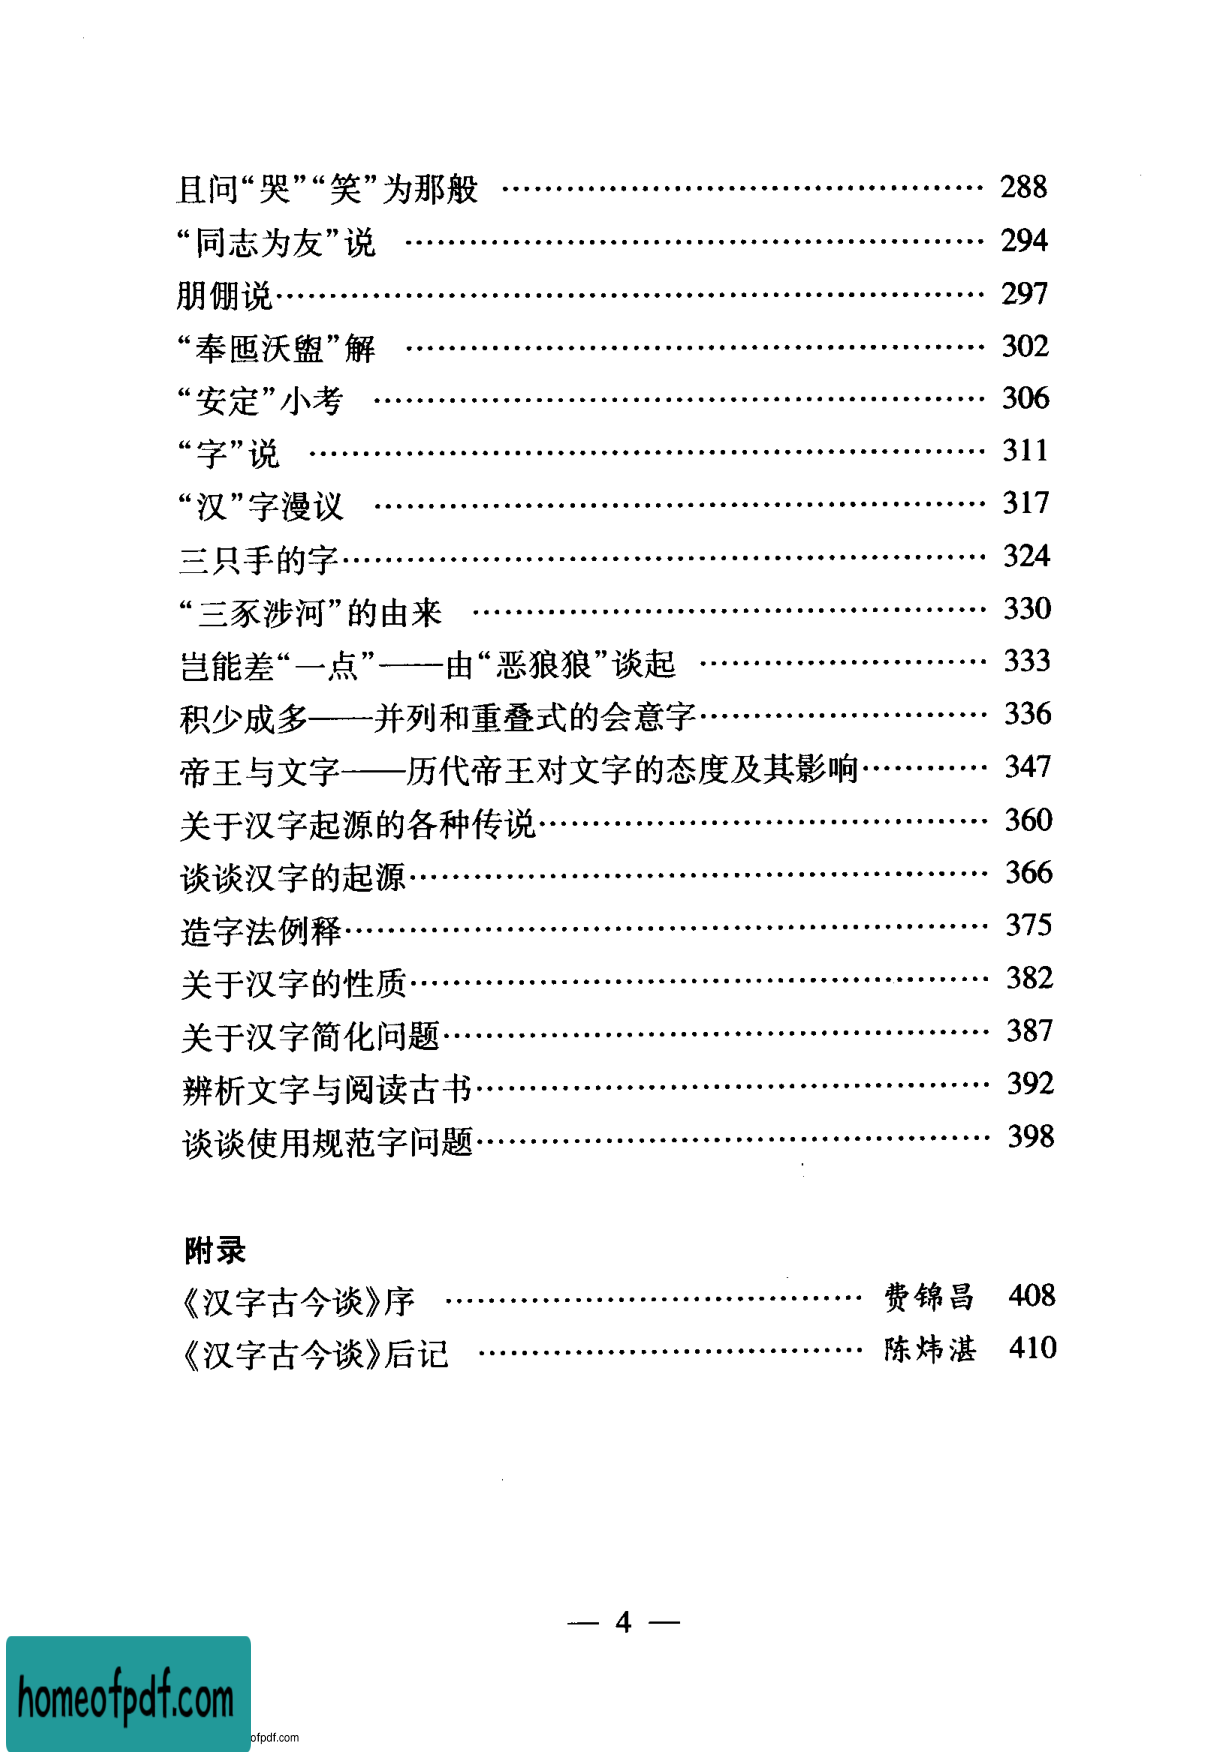 且问“哭”“笑”为那般 …………………………………… 288
“同志为友”说 …………………………………… 294
朋倗说…………………………………… 297
“奉匜沃盥”解 …………………………………… 302
“安定”小考 …………………………………… 306
“字”说 …………………………………… 311
“汉”字漫议 …………………………………… 317
三只手的字…………………………………… 324
“三豕涉河”的由来 …………………………………… 330
岂能差“一点”——由“恶狼狼”谈起 ……………………… 333
积少成多——并列和重叠式的会意字……………………… 336
帝王与文字——历代帝王对文字的态度及其影响………… 347
关于汉字起源的各种传说…………………………………… 360
谈谈汉字的起源…………………………………… 366
造字法例释…………………………………… 375
关于汉字的性质…………………………………… 382
关于汉字简化问题…………………………………… 387
辨析文字与阅读古书…………………………………… 392
谈谈使用规范字问题…………………………………… 398
附录
《汉字古今谈》序 ………………………………… 费锦昌 408
《汉字古今谈》后记 ……………………………… 陈炜湛 410
— 4 —
homeofpdf.com
ofpdf.com